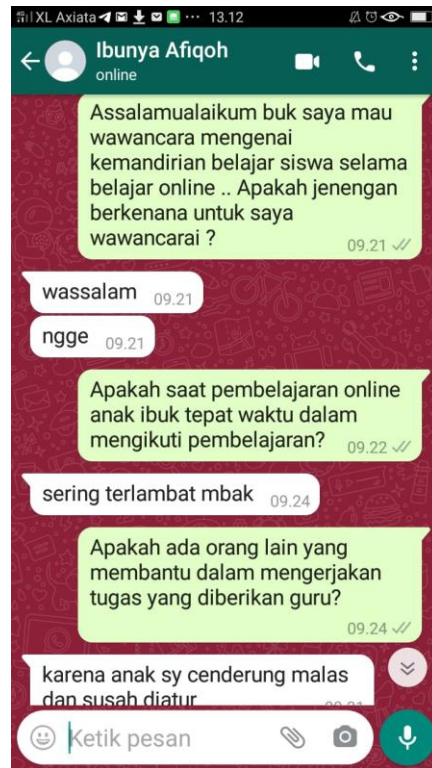 XL Axiata 13.12
Ibunya Afiqoh
online
Assalamualaikum buk saya mau
wawancara mengenai
kemandirian belajar siswa selama
belajar online .. Apakah jenengan
berkenana untuk saya
wawancarai ?
09.21
wassalam 09.21
ngge 09.21
Apakah saat pembelajaran online
anak ibuk tepat waktu dalam
mengikuti pembelajaran? 09.22
sering terlambat mbak 09.24
Apakah ada orang lain yang
membantu dalam mengerjakan
tugas yang diberikan guru?
09.24
karena anak sy cenderung malas
dan susah diatur
Ketik pesan